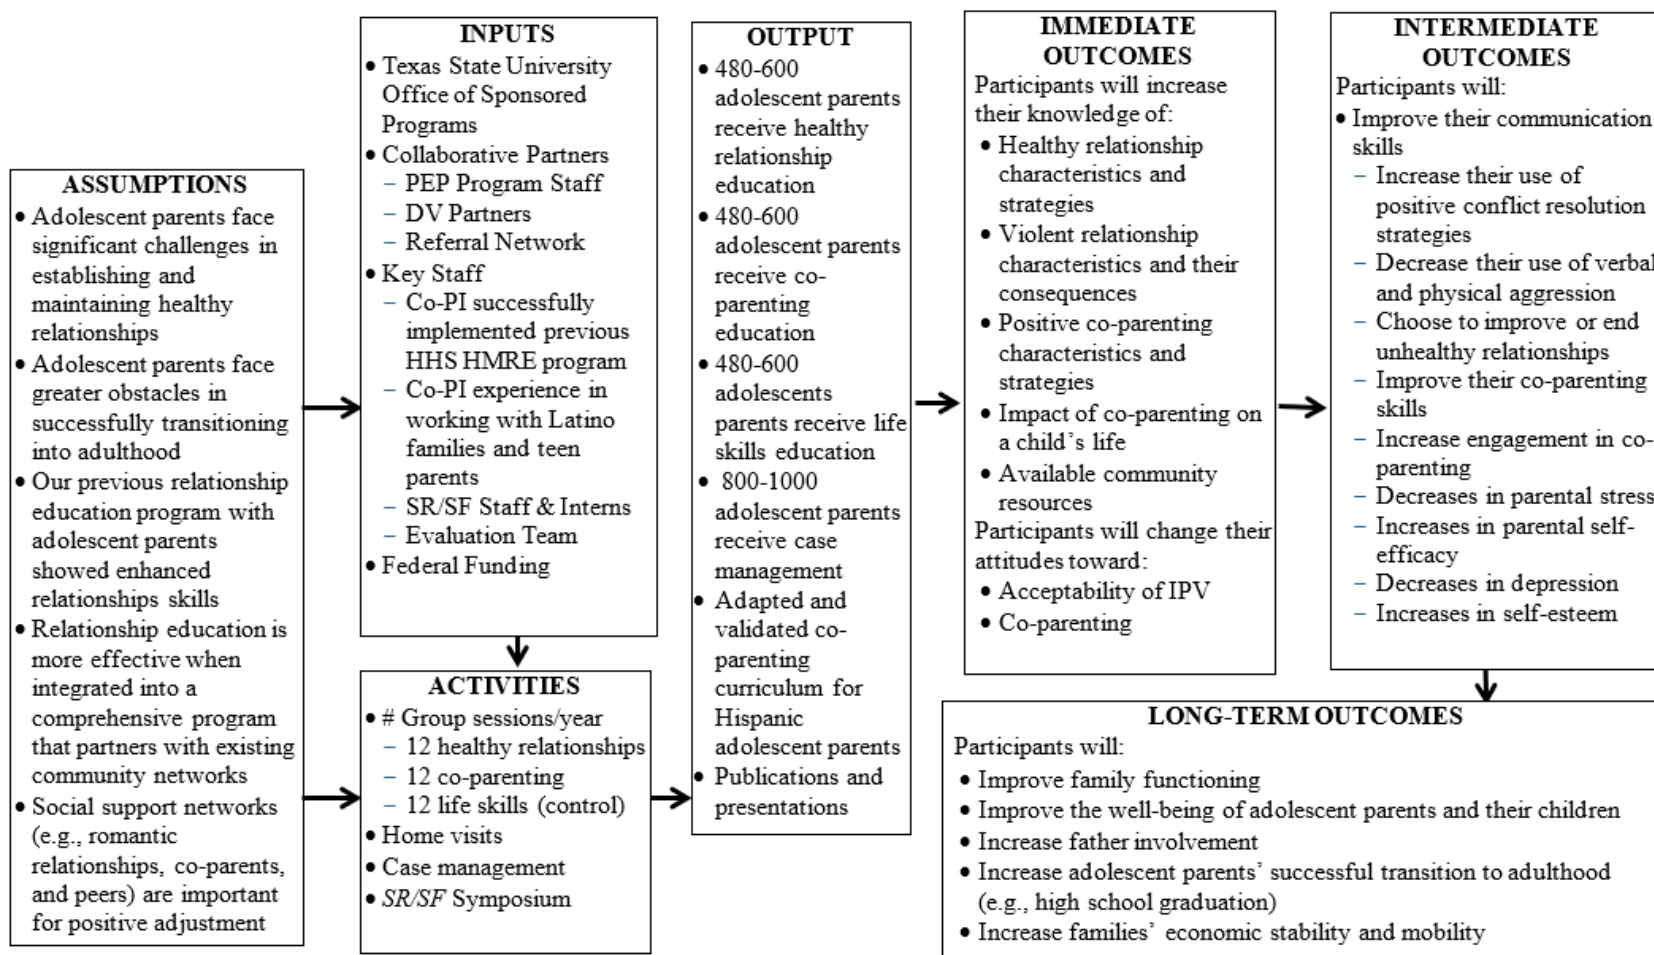 ASSUMPTIONS
• Adolescent parents face
significant challenges in
establishing and
maintaining healthy
relationships
• Adolescent parents face
greater obstacles in
successfully transitioning
into adulthood
• Our previous relationship
education program with
adolescent parents
showed enhanced
relationships skills
• Relationship education is
more effective when
integrated into a
comprehensive program
that partners with existing
community networks
• Social support networks
(e.g., romantic
relationships, co-parents,
and peers) are important
for positive adjustment
INPUTS
• Texas State University
Office of Sponsored
Programs
• Collaborative Partners
– PEP Program Staff
– DV Partners
– Referral Network
• Key Staff
– Co-PI successfully
implemented previous
HHS HMRE program
– Co-PI experience in
working with Latino
families and teen
parents
– SR/SF Staff & Interns
– Evaluation Team
• Federal Funding
ACTIVITIES
• # Group sessions/year
– 12 healthy relationships
– 12 co-parenting
– 12 life skills (control)
• Home visits
• Case management
• SR/SF Symposium
OUTPUT
• 480-600
adolescent parents
receive healthy
relationship
education
• 480-600
adolescent parents
receive co-
parenting
education
• 480-600
adolescents
parents receive life
skills education
• 800-1000
adolescent parents
receive case
management
• Adapted and
validated co-
parenting
curriculum for
Hispanic
adolescent parents
• Publications and
presentations
IMMEDIATE
OUTCOMES
Participants will increase
their knowledge of:
• Healthy relationship
characteristics and
strategies
• Violent relationship
characteristics and their
consequences
• Positive co-parenting
characteristics and
strategies
• Impact of co-parenting on
a child's life
• Available community
resources
Participants will change their
attitudes toward:
• Acceptability of IPV
• Co-parenting
INTERMEDIATE
OUTCOMES
Participants will:
• Improve their communication
skills
– Increase their use of
positive conflict resolution
strategies
– Decrease their use of verbal
and physical aggression
– Choose to improve or end
unhealthy relationships
– Improve their co-parenting
skills
– Increase engagement in co-
parenting
– Decreases in parental stress
– Increases in parental self-
efficacy
– Decreases in depression
– Increases in self-esteem
LONG-TERM OUTCOMES
Participants will:
• Improve family functioning
• Improve the well-being of adolescent parents and their children
• Increase father involvement
• Increase adolescent parents' successful transition to adulthood
(e.g., high school graduation)
• Increase families' economic stability and mobility